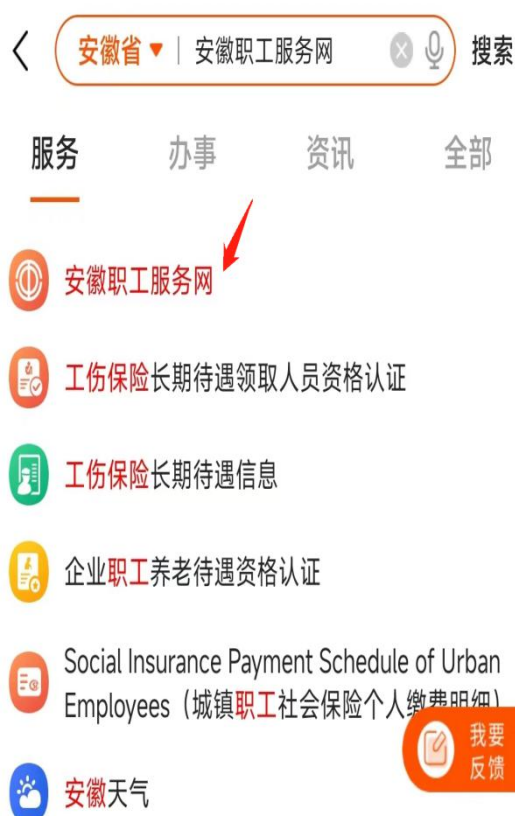 安徽省 安徽职工服务网 搜索
服务 办事 资讯 全部
安徽职工服务网
工伤保险长期待遇领取人员资格认证
工伤保险长期待遇信息
企业职工养老待遇资格认证
Social Insurance Payment Schedule of Urban
Employees（城镇职工社会保险个人缴费明细）
我要
反馈
安徽天气